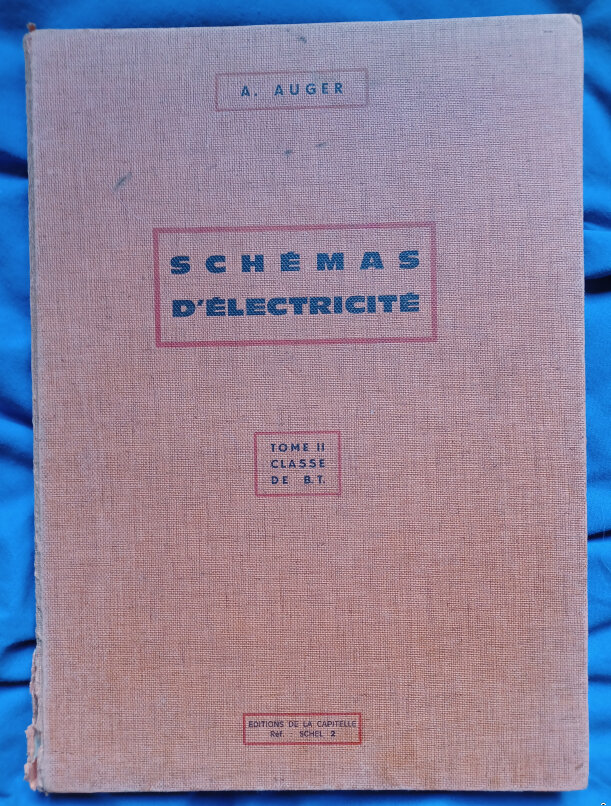 A. AUGER
SCHÉMAS
D'ÉLECTRICITÉ
TOME II
CLASSE
DE B.T.
EDITIONS DE LA CAPITELLE
Réf. : SCHEL 2